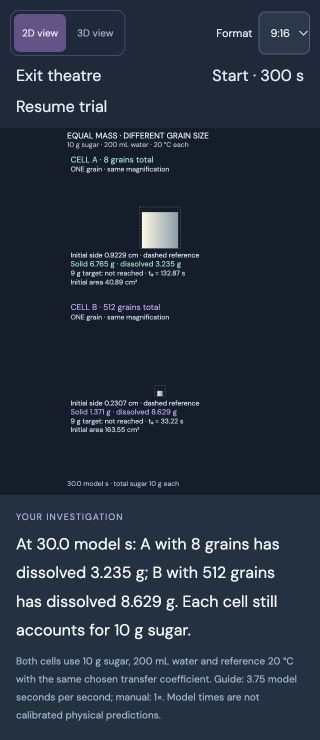 2D view 3D view Format 9:16
Exit theatre Start · 300 s
Resume trial
EQUAL MASS · DIFFERENT GRAIN SIZE
10 g sugar · 200 mL water · 20 °C each
CELL A · 8 grains total
ONE grain · same magnification
Initial side 0.9229 cm · dashed reference
Solid 6.765 g · dissolved 3.235 g
9 g target: not reached · t₉ = 132.87 s
Initial area 40.89 cm²
CELL B · 512 grains total
ONE grain · same magnification
Initial side 0.2307 cm · dashed reference
Solid 1.371 g · dissolved 8.629 g
9 g target: not reached · t₉ = 33.22 s
Initial area 163.55 cm²
30.0 model s · total sugar 10 g each
YOUR INVESTIGATION
At 30.0 model s: A with 8 grains has
dissolved 3.235 g; B with 512 grains
has dissolved 8.629 g. Each cell still
accounts for 10 g sugar.
Both cells use 10 g sugar, 200 mL water and reference 20 °C
with the same chosen transfer coefficient. Guide: 3.75 model
seconds per second; manual: 1×. Model times are not
calibrated physical predictions.